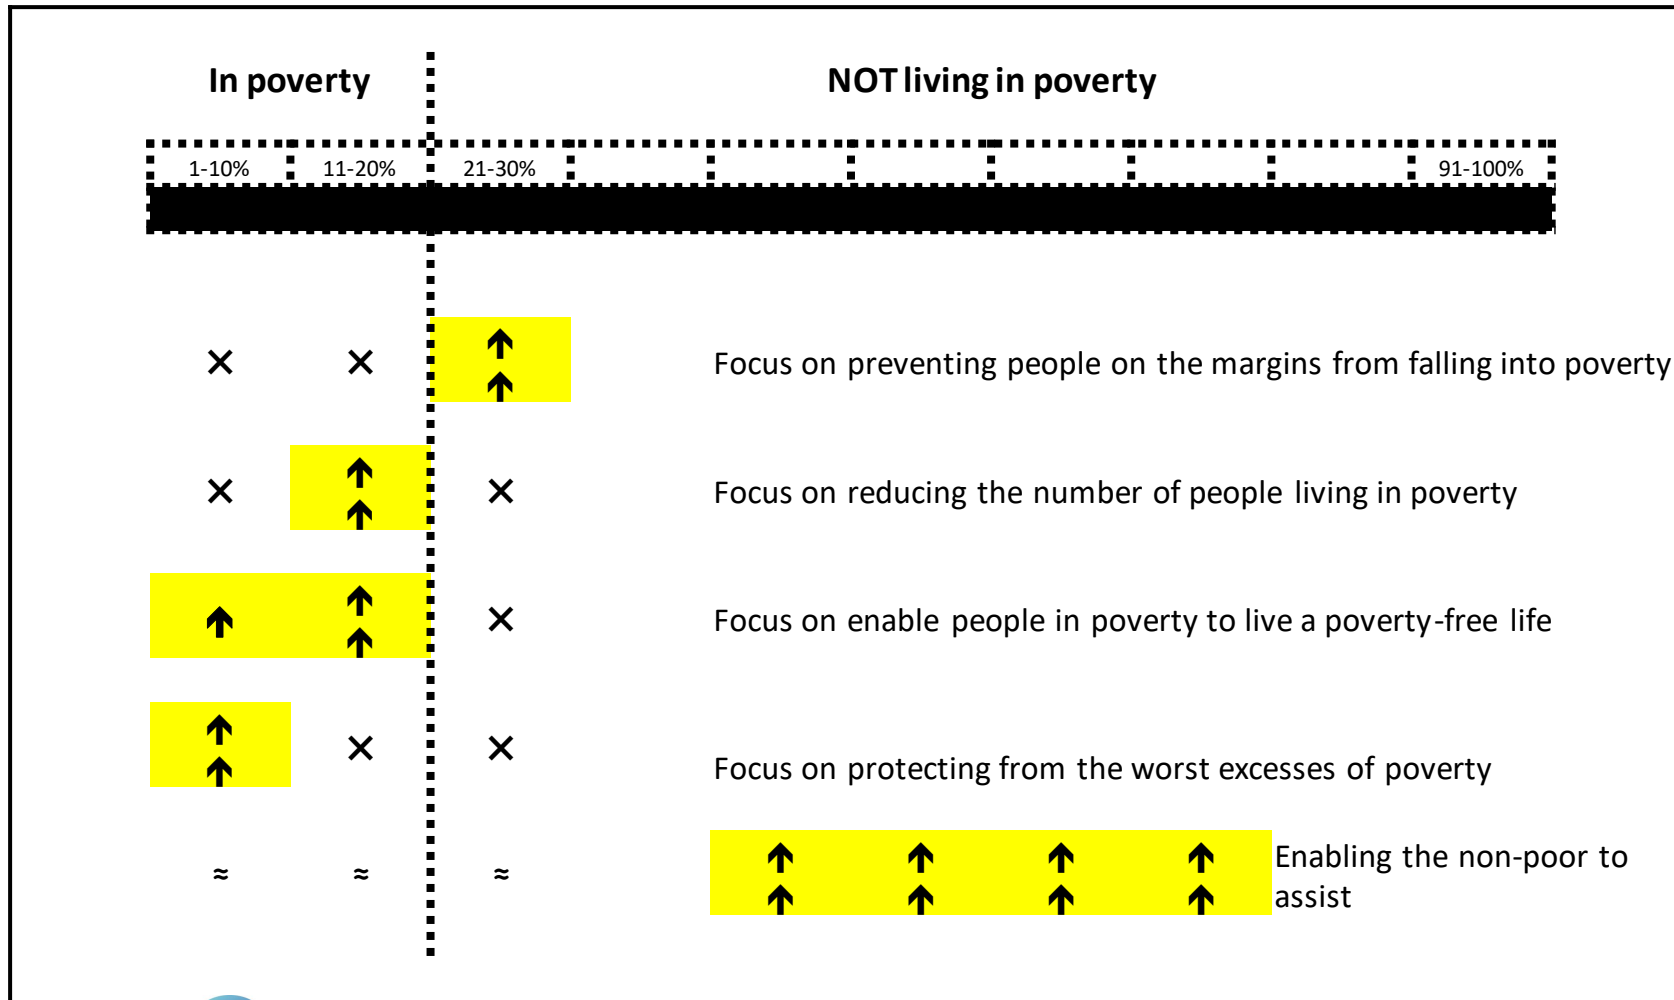 In poverty
NOT living in poverty
1-10%
11-20%
21-30%
91-100%
Focus on preventing people on the margins from falling into poverty
Focus on reducing the number of people living in poverty
Focus on enable people in poverty to live a poverty-free life
Focus on protecting from the worst excesses of poverty
≈ ≈ ≈
Enabling the non-poor to
assist